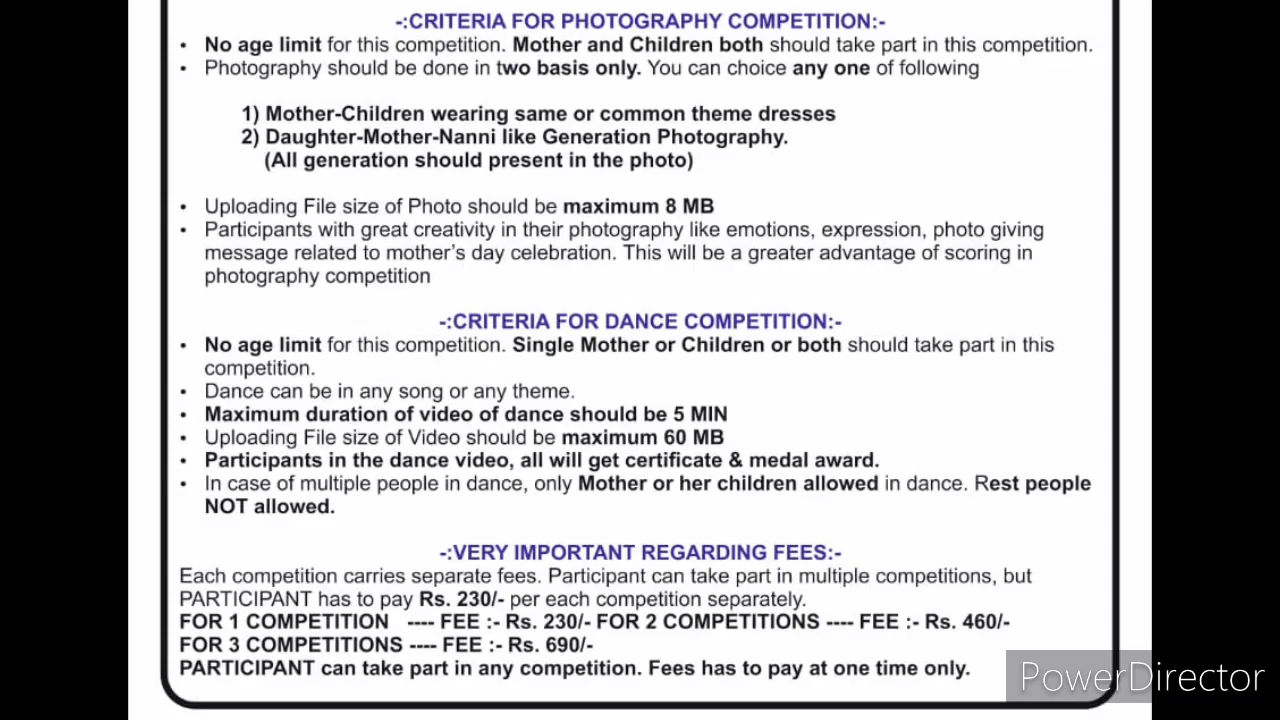 -:CRITERIA FOR PHOTOGRAPHY COMPETITION:-
• No age limit for this competition. Mother and Children both should take part in this competition.
• Photography should be done in two basis only. You can choice any one of following
1) Mother-Children wearing same or common theme dresses
2) Daughter-Mother-Nanni like Generation Photography.
(All generation should present in the photo)
• Uploading File size of Photo should be maximum 8 MB
• Participants with great creativity in their photography like emotions, expression, photo giving
message related to mother's day celebration. This will be a greater advantage of scoring in
photography competition
-:CRITERIA FOR DANCE COMPETITION:-
• No age limit for this competition. Single Mother or Children or both should take part in this
competition.
• Dance can be in any song or any theme.
• Maximum duration of video of dance should be 5 MIN
• Uploading File size of Video should be maximum 60 MB
• Participants in the dance video, all will get certificate & medal award.
• In case of multiple people in dance, only Mother or her children allowed in dance. Rest people
NOT allowed.
-:VERY IMPORTANT REGARDING FEES:-
Each competition carries separate fees. Participant can take part in multiple competitions, but
PARTICIPANT has to pay Rs. 230/- per each competition separately.
FOR 1 COMPETITION ---- FEE :- Rs. 230/- FOR 2 COMPETITIONS ---- FEE :- Rs. 460/-
FOR 3 COMPETITIONS ---- FEE :- Rs. 690/-
PARTICIPANT can take part in any competition. Fees has to pay at one time only.
PowerDirector